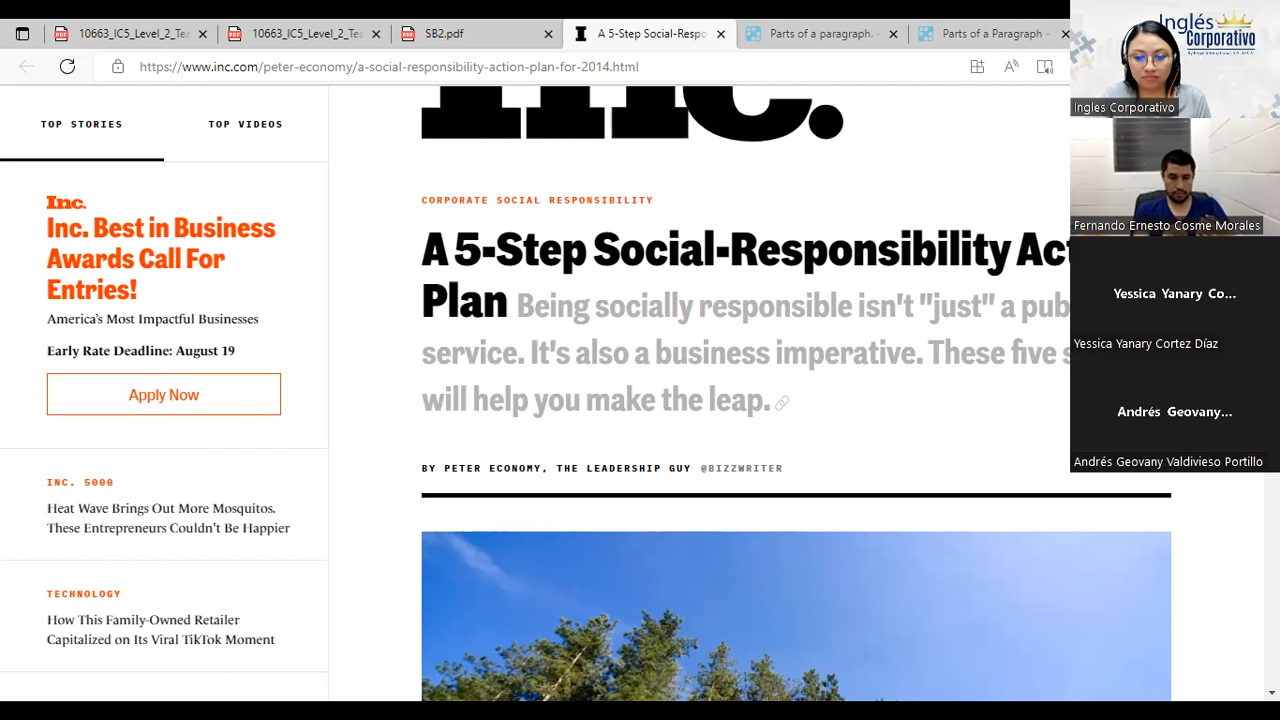 10663_IC5_Level_2_Tea
10663_IC5_Level_2_Tea
SB2.pdf
A 5-Step Social-Respo
Parts of a paragraph. -
Parts of a Paragraph -
https://www.inc.com/peter-economy/a-social-responsibility-action-plan-for-2014.html
TOP STORIES
TOP VIDEOS
Inc.
Inc. Best in Business
Awards Call For
Entries!
America's Most Impactful Businesses
Early Rate Deadline: August 19
Apply Now
INC. 5000
Heat Wave Brings Out More Mosquitos.
These Entrepreneurs Couldn't Be Happier
TECHNOLOGY
How This Family-Owned Retailer
Capitalized on Its Viral TikTok Moment
Inc.
CORPORATE SOCIAL RESPONSIBILITY
A 5-Step Social-Responsibility Act
Plan Being socially responsible isn't "just" a pub
service. It's also a business imperative. These five s
will help you make the leap.
BY PETER ECONOMY, THE LEADERSHIP GUY @BIZZWRITER
Inglés
Corporativo
Ingles Corporativo
Fernando Ernesto Cosme Morales
Yessica Yanary Co...
Yessica Yanary Cortez Díaz
Andrés Geovany...
Andrés Geovany Valdivieso Portillo